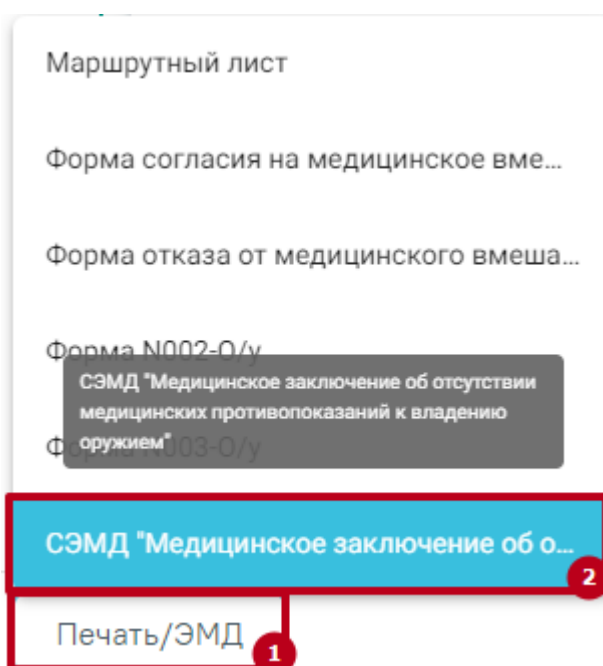 Маршрутный лист
Форма согласия на медицинское вме...
Форма отказа от медицинского вмеша...
Форма N002-О/у
СЭМД "Медицинское заключение об отсутствии
медицинских противопоказаний к владению
оружием"
Форма N003-О/у
СЭМД "Медицинское заключение об о...
2
Печать/ЭМД
1